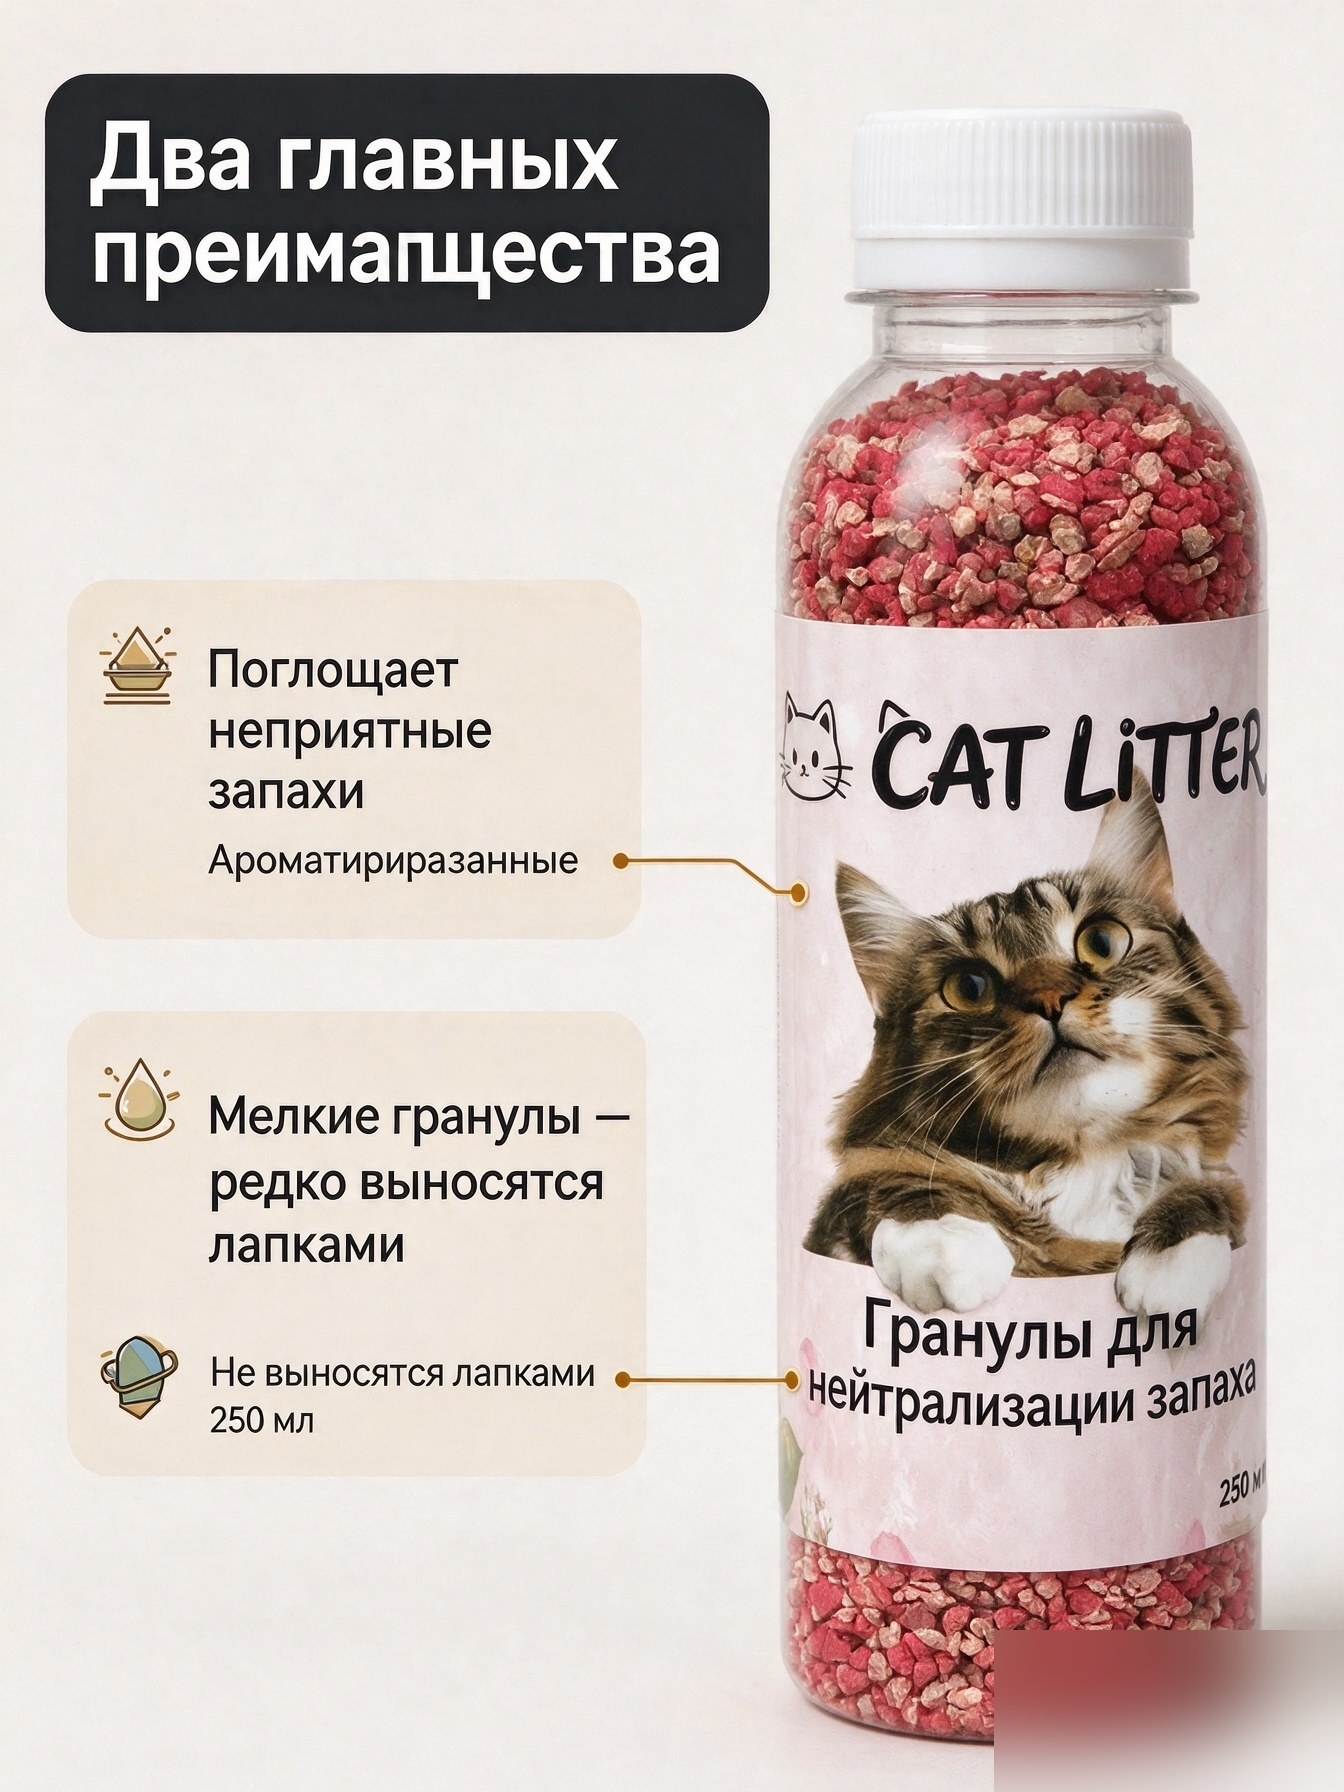 Два главных
преимапщества
Поглощает
неприятные
запахи
Ароматириразанные
Мелкие гранулы —
редко выносятся
лапками
Не выносятся лапками
250 мл
CAT LiTTER
Гранулы для
нейтрализации запаха
250 мл